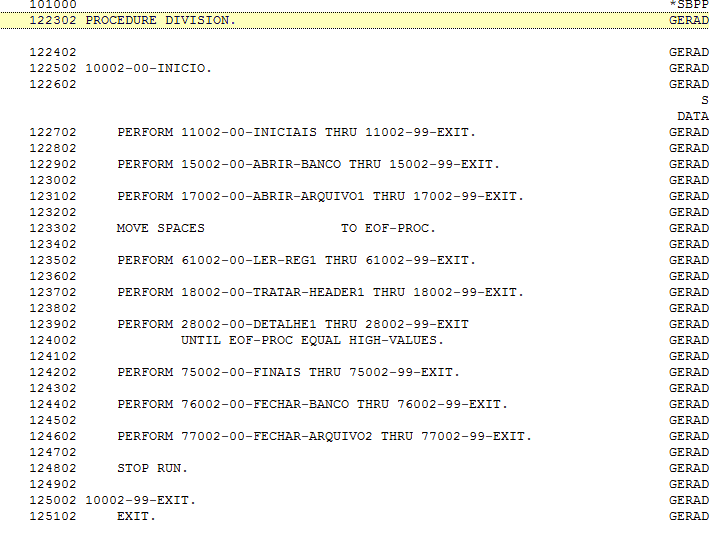 101000 *SBPP
122302 PROCEDURE DIVISION. GERAD
122402 GERAD
122502 10002-00-INICIO. GERAD
122602 GERAD
S
DATA
122702 PERFORM 11002-00-INICIAIS THRU 11002-99-EXIT. GERAD
122802 GERAD
122902 PERFORM 15002-00-ABRIR-BANCO THRU 15002-99-EXIT. GERAD
123002 GERAD
123102 PERFORM 17002-00-ABRIR-ARQUIVO1 THRU 17002-99-EXIT. GERAD
123202 GERAD
123302 MOVE SPACES TO EOF-PROC. GERAD
123402 GERAD
123502 PERFORM 61002-00-LER-REG1 THRU 61002-99-EXIT. GERAD
123602 GERAD
123702 PERFORM 18002-00-TRATAR-HEADER1 THRU 18002-99-EXIT. GERAD
123802 GERAD
123902 PERFORM 28002-00-DETALHE1 THRU 28002-99-EXIT GERAD
124002 UNTIL EOF-PROC EQUAL HIGH-VALUES. GERAD
124102 GERAD
124202 PERFORM 75002-00-FINAIS THRU 75002-99-EXIT. GERAD
124302 GERAD
124402 PERFORM 76002-00-FECHAR-BANCO THRU 76002-99-EXIT. GERAD
124502 GERAD
124602 PERFORM 77002-00-FECHAR-ARQUIVO2 THRU 77002-99-EXIT. GERAD
124702 GERAD
124802 STOP RUN. GERAD
124902 GERAD
125002 10002-99-EXIT. GERAD
125102 EXIT. GERAD